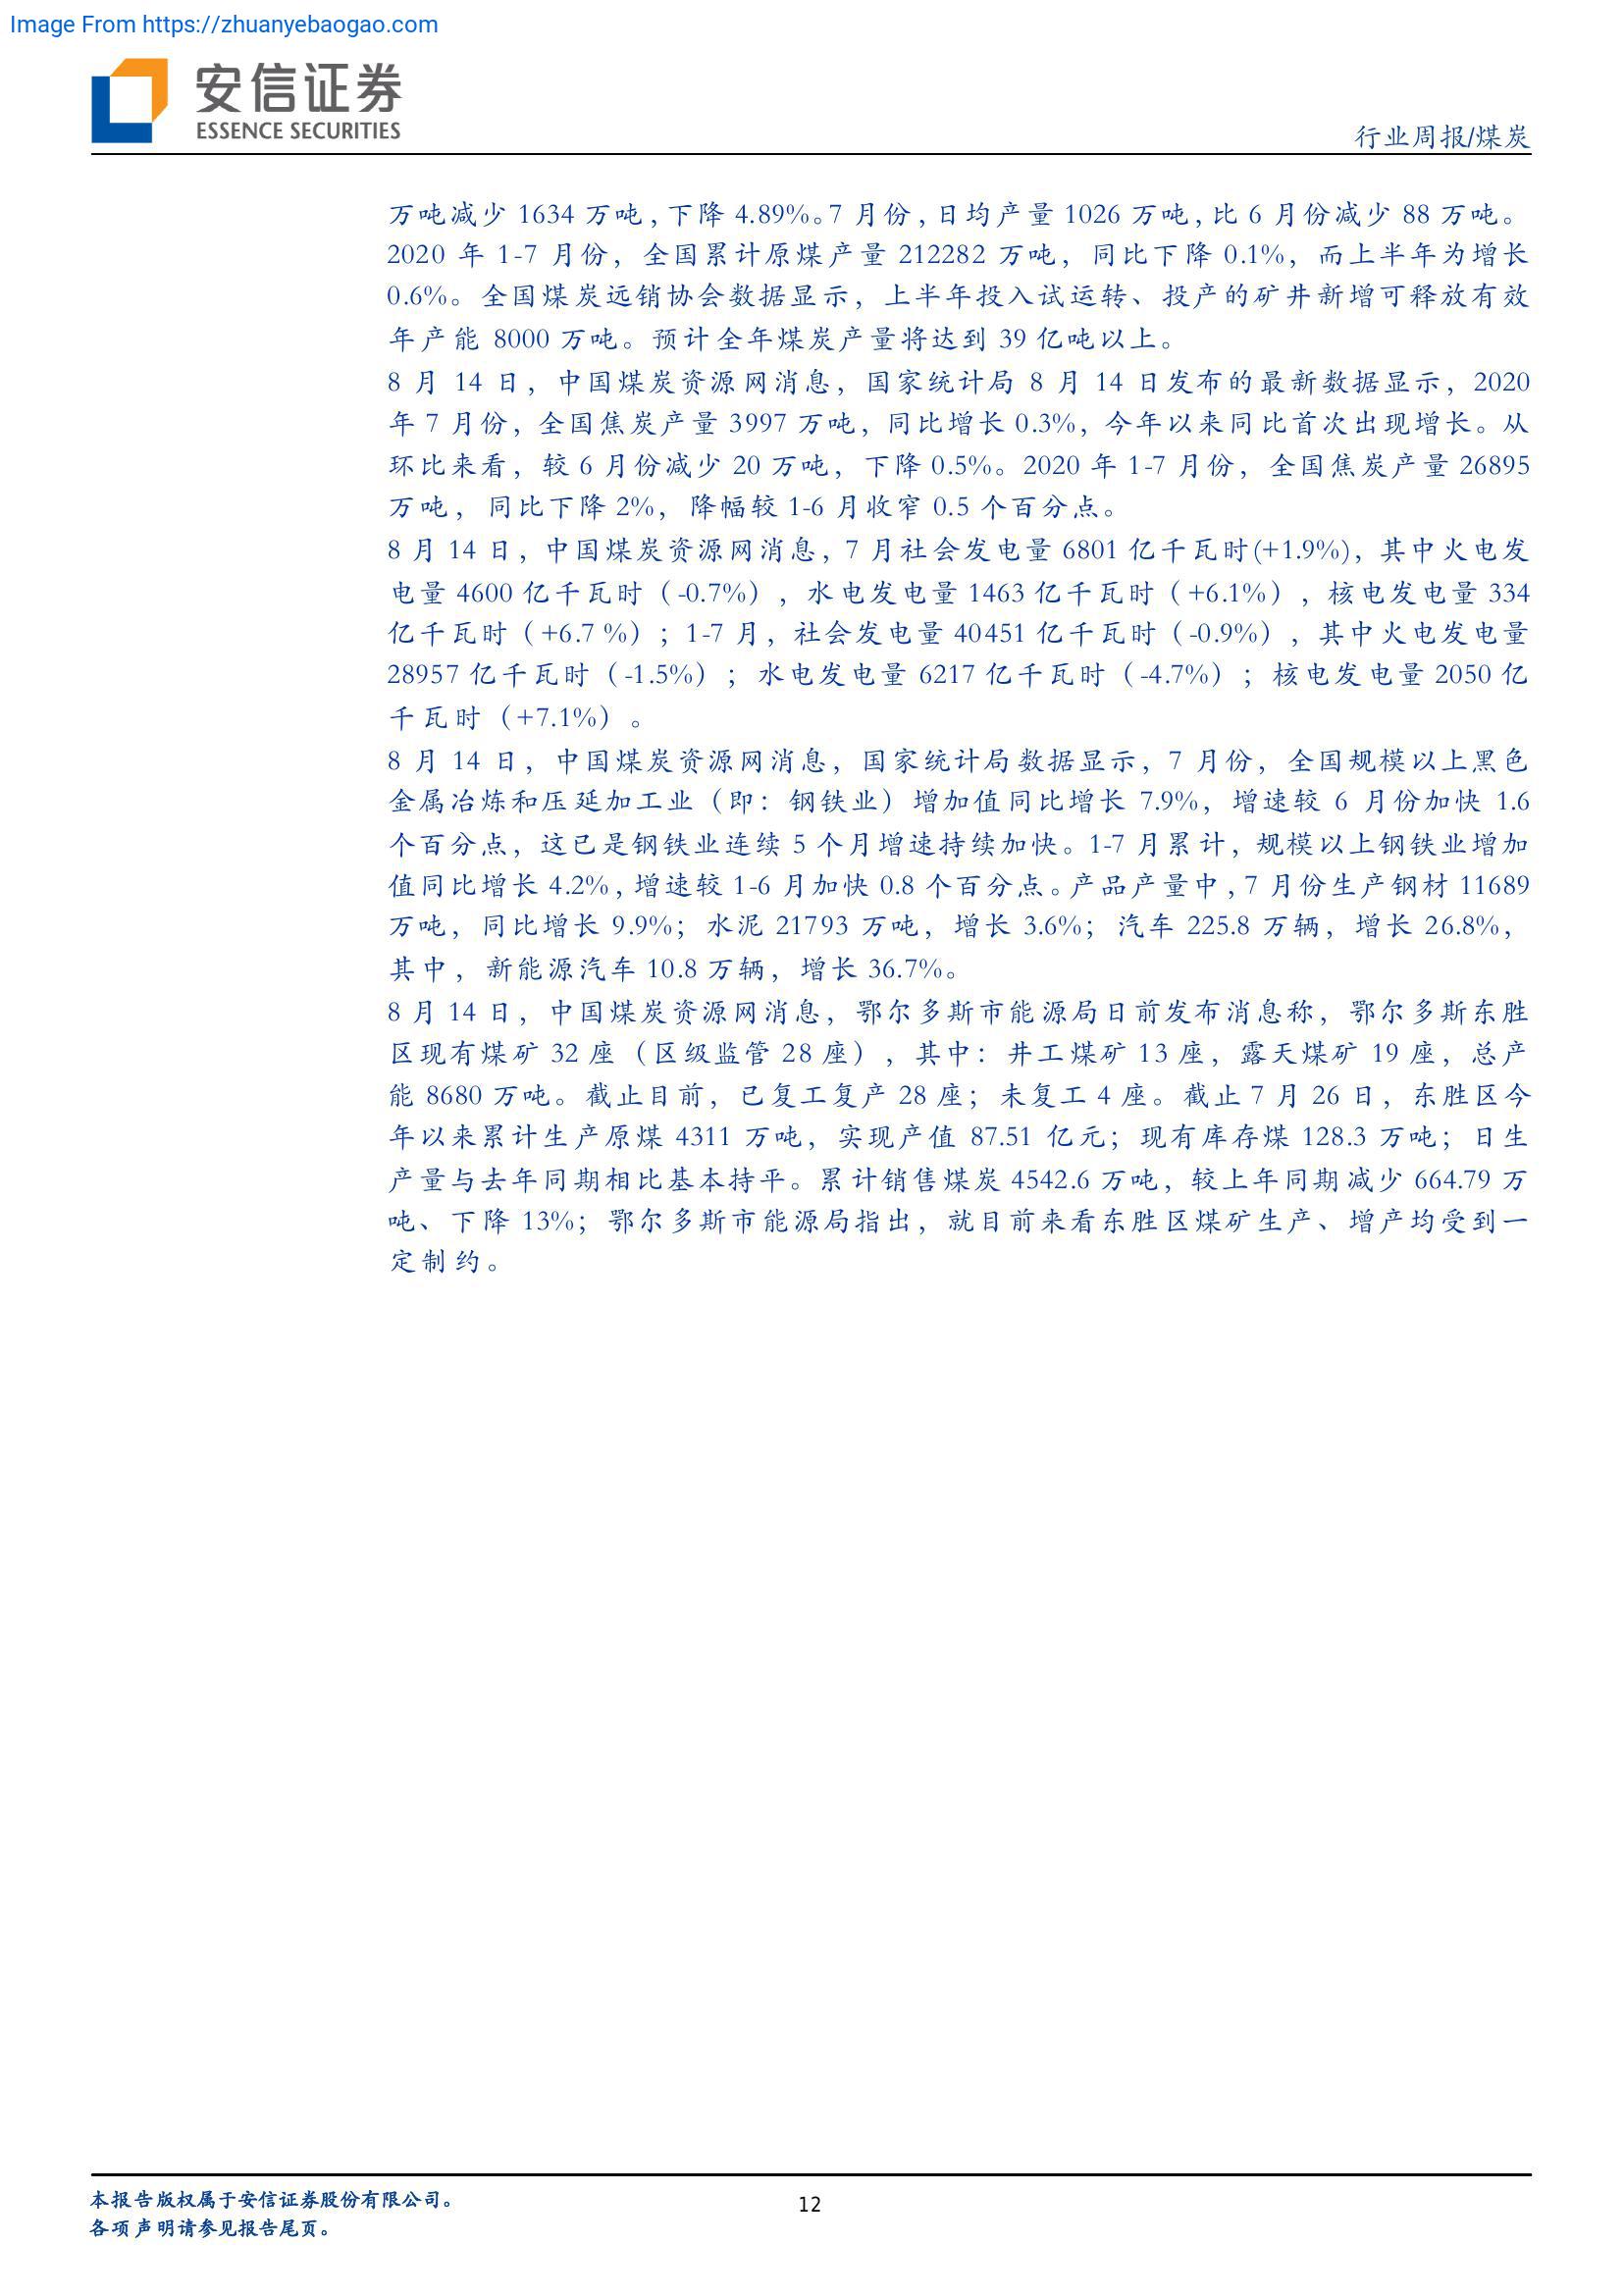 Image From https://zhuanyebaogao.com
安信证券
ESSENCE SECURITIES
行业周报/煤炭
万吨减少 1634 万吨，下降 4.89%。7 月份，日均产量 1026 万吨，比 6 月份减少 88 万吨。
2020 年 1-7 月份，全国累计原煤产量 212282 万吨，同比下降 0.1%，而上半年为增长
0.6%。全国煤炭远销协会数据显示，上半年投入试运转、投产的矿井新增可释放有效
年产能 8000 万吨。预计全年煤炭产量将达到 39 亿吨以上。
8 月 14 日，中国煤炭资源网消息，国家统计局 8 月 14 日发布的最新数据显示，2020
年 7 月份，全国焦炭产量 3997 万吨，同比增长 0.3%，今年以来同比首次出现增长。从
环比来看，较 6 月份减少 20 万吨，下降 0.5%。2020 年 1-7 月份，全国焦炭产量 26895
万吨，同比下降 2%，降幅较 1-6 月收窄 0.5 个百分点。
8 月 14 日，中国煤炭资源网消息，7 月社会发电量 6801 亿千瓦时(+1.9%)，其中火电发
电量 4600 亿千瓦时（-0.7%），水电发电量 1463 亿千瓦时（+6.1%），核电发电量 334
亿千瓦时（+6.7 %）；1-7 月，社会发电量 40451 亿千瓦时（-0.9%），其中火电发电量
28957 亿千瓦时（-1.5%）；水电发电量 6217 亿千瓦时（-4.7%）；核电发电量 2050 亿
千瓦时（+7.1%）。
8 月 14 日，中国煤炭资源网消息，国家统计局数据显示，7 月份，全国规模以上黑色
金属冶炼和压延加工业（即：钢铁业）增加值同比增长 7.9%，增速较 6 月份加快 1.6
个百分点，这已是钢铁业连续 5 个月增速持续加快。1-7 月累计，规模以上钢铁业增加
值同比增长 4.2%，增速较 1-6 月加快 0.8 个百分点。产品产量中，7 月份生产钢材 11689
万吨，同比增长 9.9%；水泥 21793 万吨，增长 3.6%；汽车 225.8 万辆，增长 26.8%，
其中，新能源汽车 10.8 万辆，增长 36.7%。
8 月 14 日，中国煤炭资源网消息，鄂尔多斯市能源局日前发布消息称，鄂尔多斯东胜
区现有煤矿 32 座（区级监管 28 座），其中：井工煤矿 13 座，露天煤矿 19 座，总产
能 8680 万吨。截止目前，已复工复产 28 座；未复工 4 座。截止 7 月 26 日，东胜区今
年以来累计生产原煤 4311 万吨，实现产值 87.51 亿元；现有库存煤 128.3 万吨；日生
产量与去年同期相比基本持平。累计销售煤炭 4542.6 万吨，较上年同期减少 664.79 万
吨、下降 13%；鄂尔多斯市能源局指出，就目前来看东胜区煤矿生产、增产均受到一
定制约。
本报告版权属于安信证券股份有限公司。
12
各项声明请参见报告尾页。